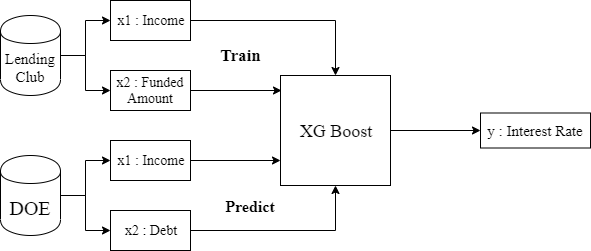 x1 : Income
Lending
Club
Train
x2 : Funded
Amount
XG Boost
y : Interest Rate
x1 : Income
DOE
Predict
x2 : Debt